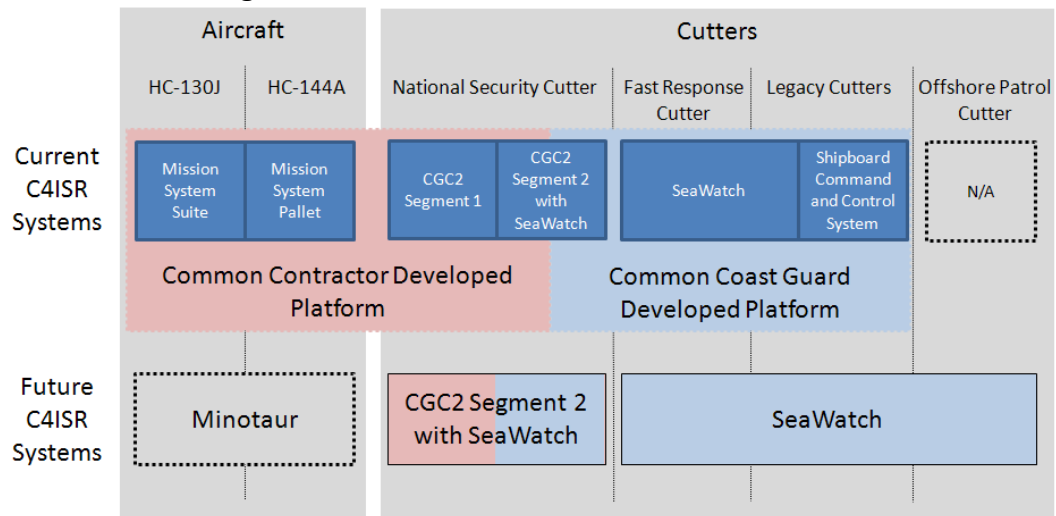 Aircraft
Cutters
HC-130J
HC-144A
National Security Cutter
Fast Response
Cutter
Legacy Cutters
Offshore Patrol
Cutter
Current
C4ISR
Systems
Mission
System
Suite
Mission
System
Pallet
CGC2
Segment 1
CGC2
Segment 2
with
SeaWatch
SeaWatch
Shipboard
Command
and Control
System
N/A
Common Contractor Developed
Platform
Common Coast Guard
Developed Platform
Future
C4ISR
Systems
Minotaur
CGC2 Segment 2
with SeaWatch
SeaWatch